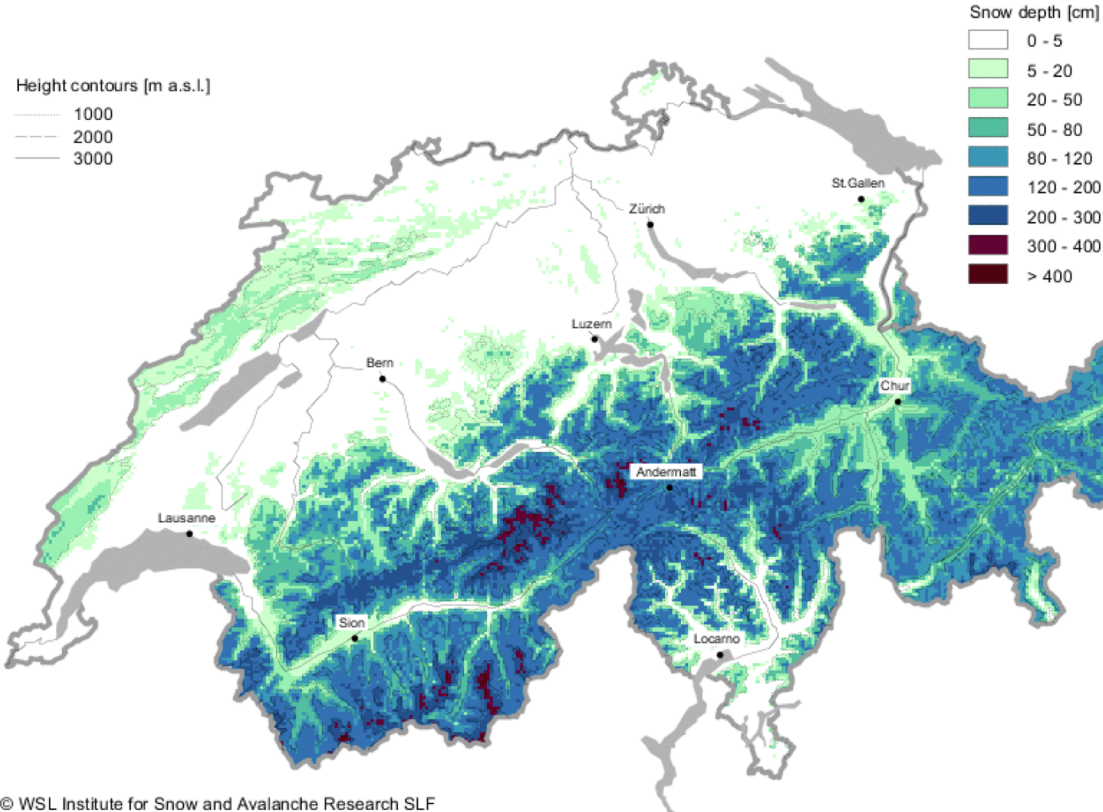 Snow depth [cm]
0 - 5
5 - 20
20 - 50
50 - 80
80 - 120
120 - 200
200 - 300
300 - 400
> 400
Height contours [m a.s.l.]
1000
2000
3000
St.Gallen
Zürich
Luzern
Bern
Chur
Andermatt
Lausanne
Sion
Locarno
© WSL Institute for Snow and Avalanche Research SLF